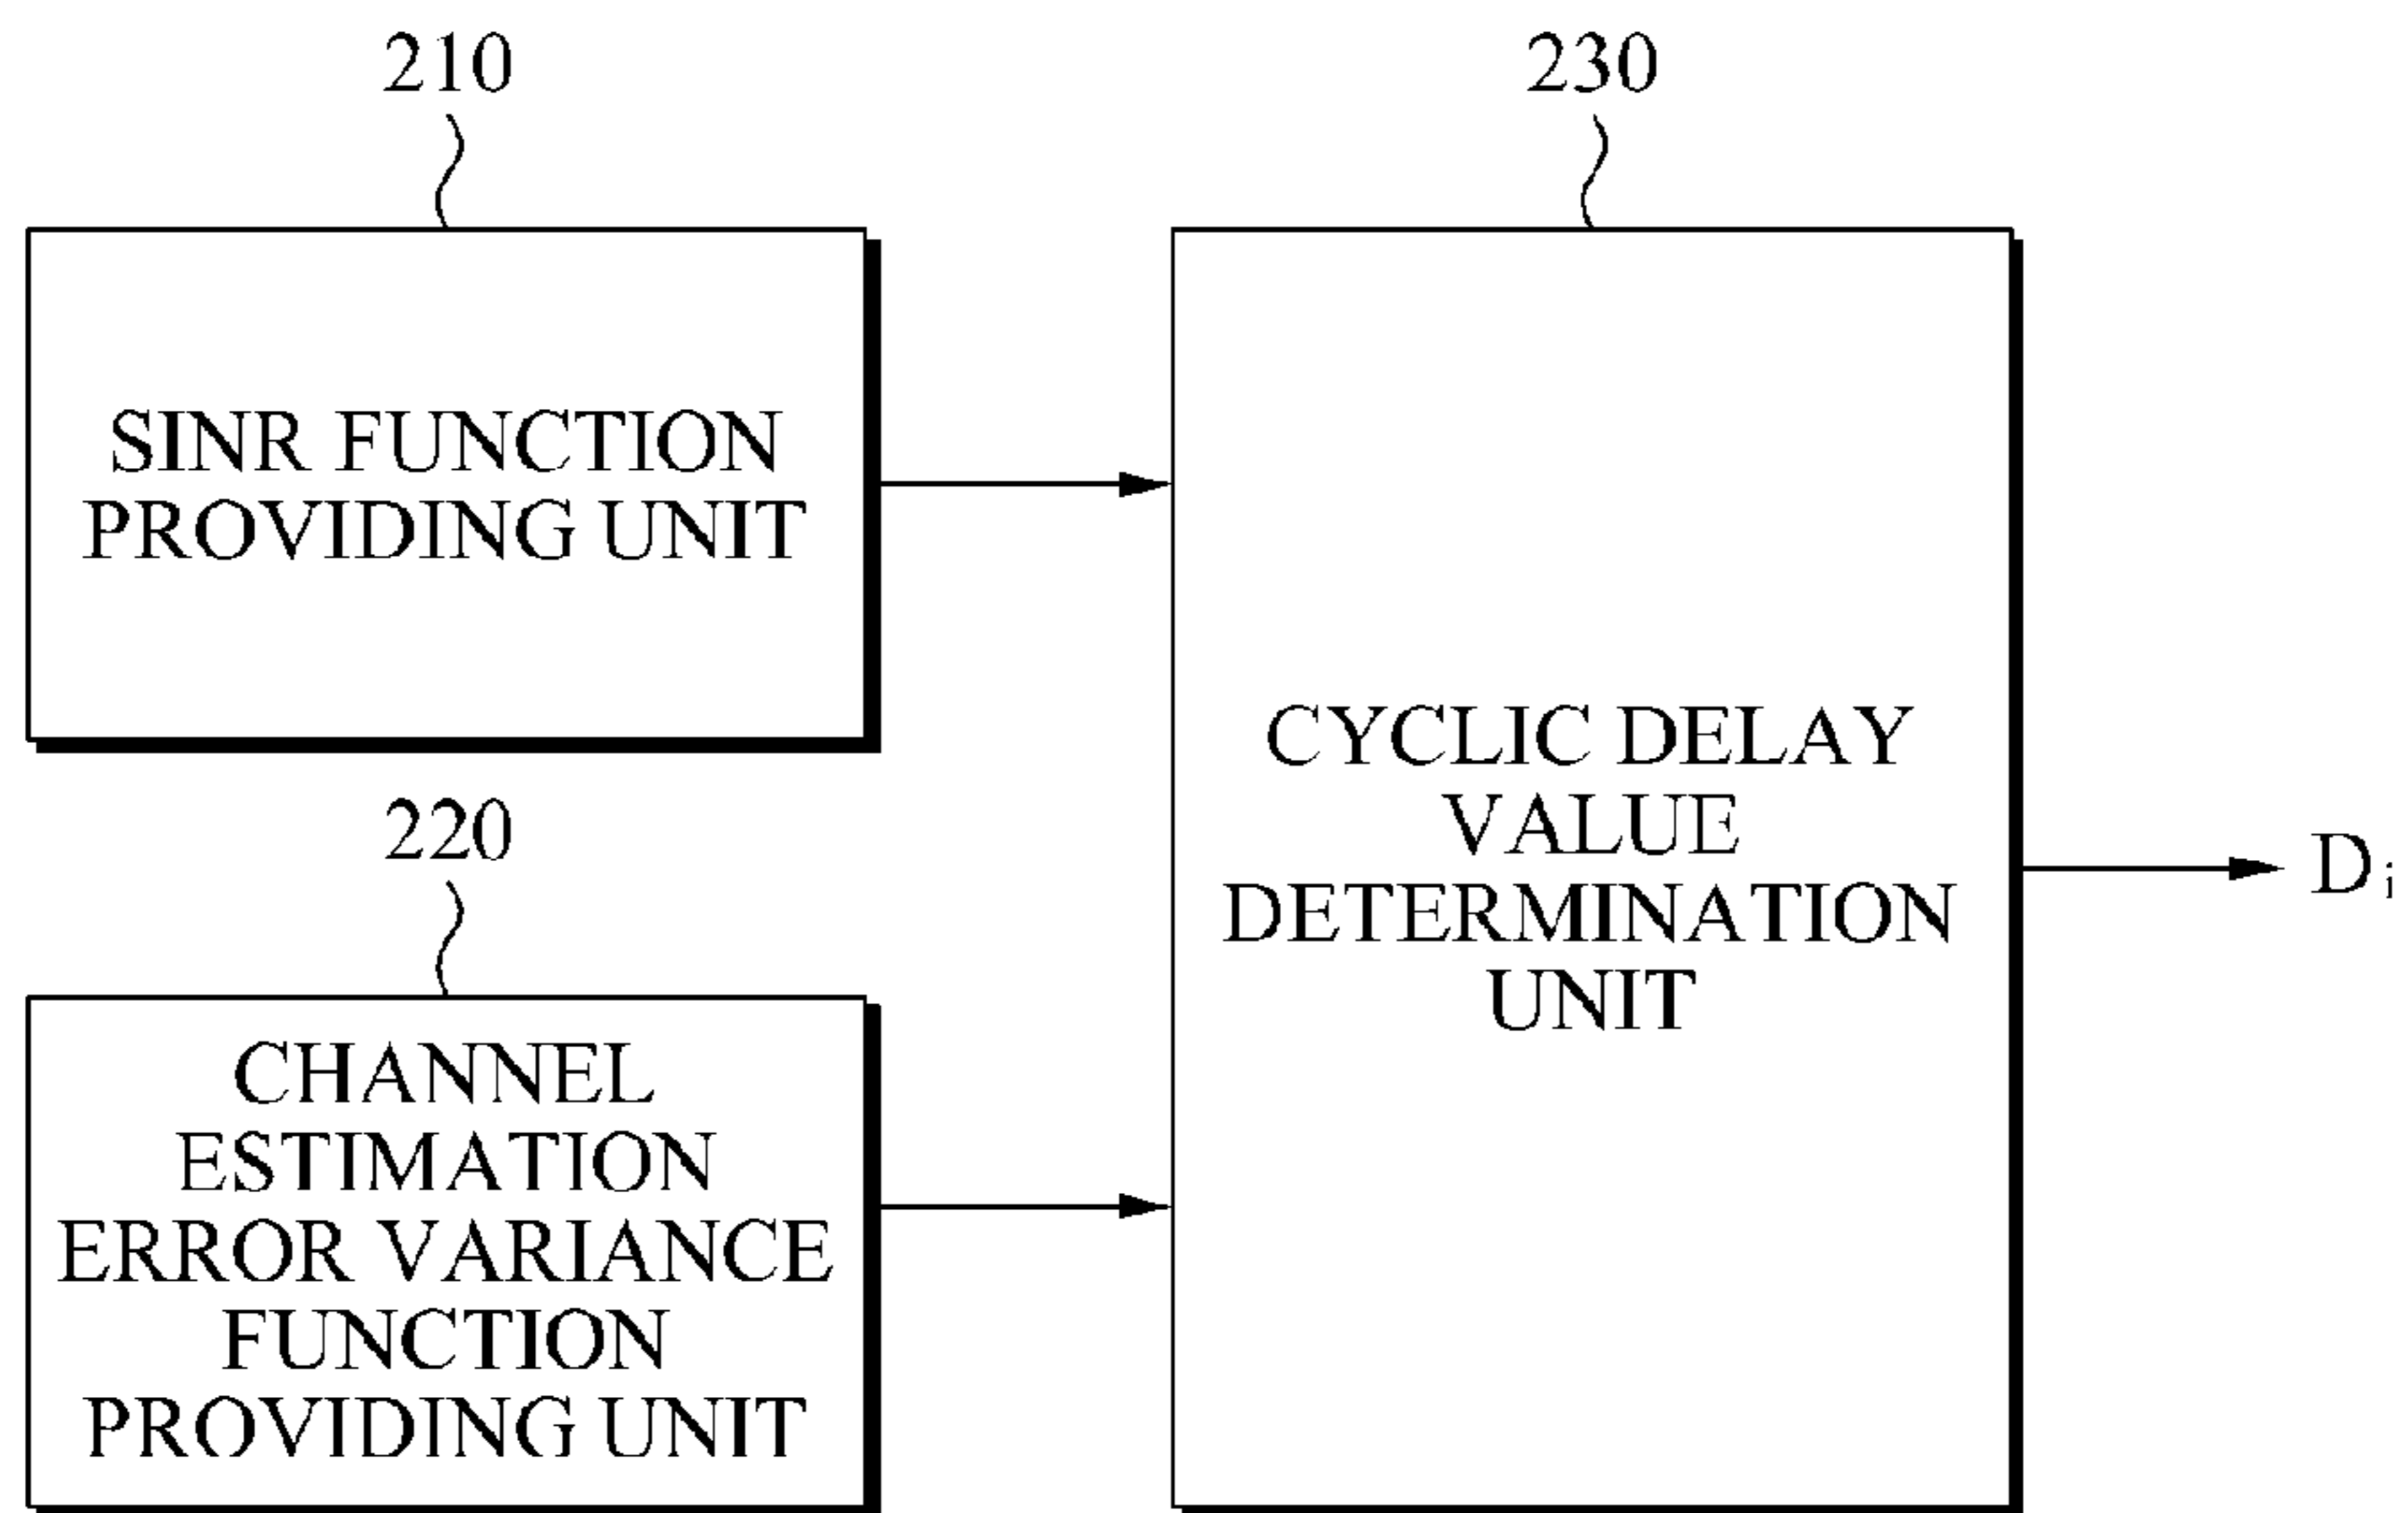 210
SINR FUNCTION
PROVIDING UNIT
220
CHANNEL
ESTIMATION
ERROR VARIANCE
FUNCTION
PROVIDING UNIT
230
CYCLIC DELAY
VALUE
DETERMINATION
UNIT
Di